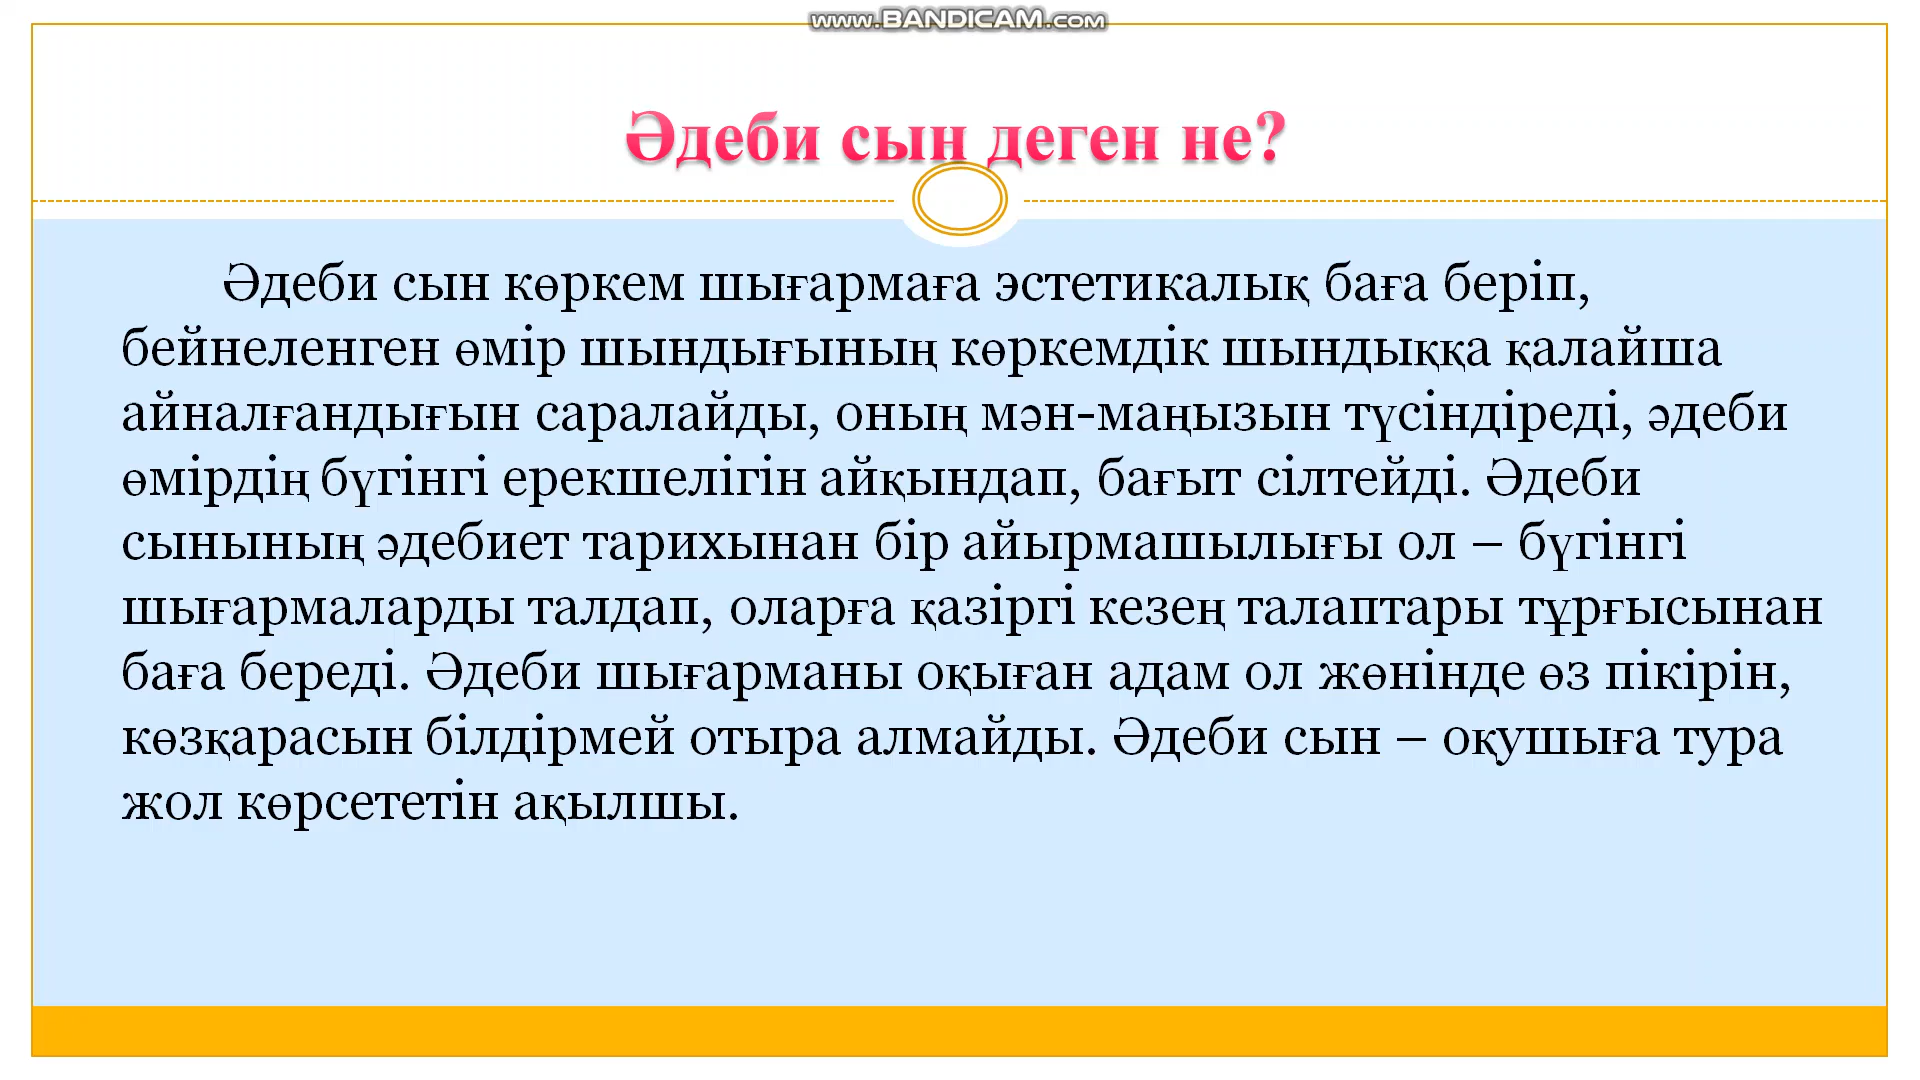 www.BANDICAM.com
Әдеби сын деген не?
Әдеби сын көркем шығармаға эстетикалық баға беріп,
бейнеленген өмір шындығының көркемдік шындыққа қалайша
айналғандығын саралайды, оның мән-маңызын түсіндіреді, әдеби
өмірдің бүгінгі ерекшелігін айқындап, бағыт сілтейді. Әдеби
сынының әдебиет тарихынан бір айырмашылығы ол – бүгінгі
шығармаларды талдап, оларға қазіргі кезең талаптары тұрғысынан
баға береді. Әдеби шығарманы оқыған адам ол жөнінде өз пікірін,
көзқарасын білдірмей отыра алмайды. Әдеби сын – оқушыға тура
жол көрсететін ақылшы.